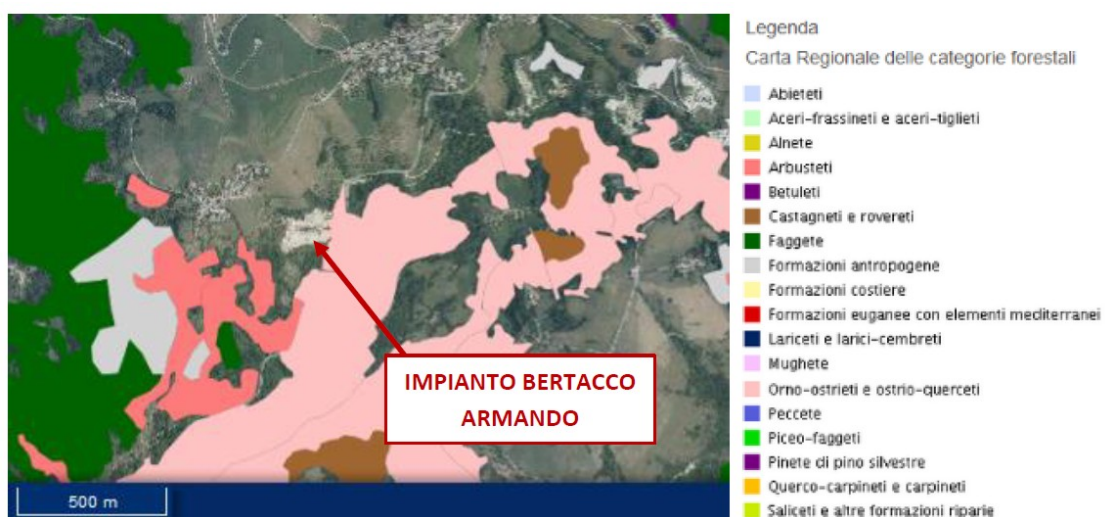 Legenda
Carta Regionale delle categorie forestali
Abieteti
Aceri-frassineti e aceri-tiglieti
Alnete
Arbusteti
Betuleti
Castagneti e rovereti
Faggete
Formazioni antropogene
Formazioni costiere
Formazioni euganee con elementi mediterranei
Lariceti e larici-cembreti
Mughete
Orno-ostrieti e ostrio-querceti
Peccete
Piceo-faggeti
Pinete di pino silvestre
Querco-carpineti e carpineti
Saliceti e altre formazioni riparie
IMPIANTO BERTACCO
ARMANDO
500 m